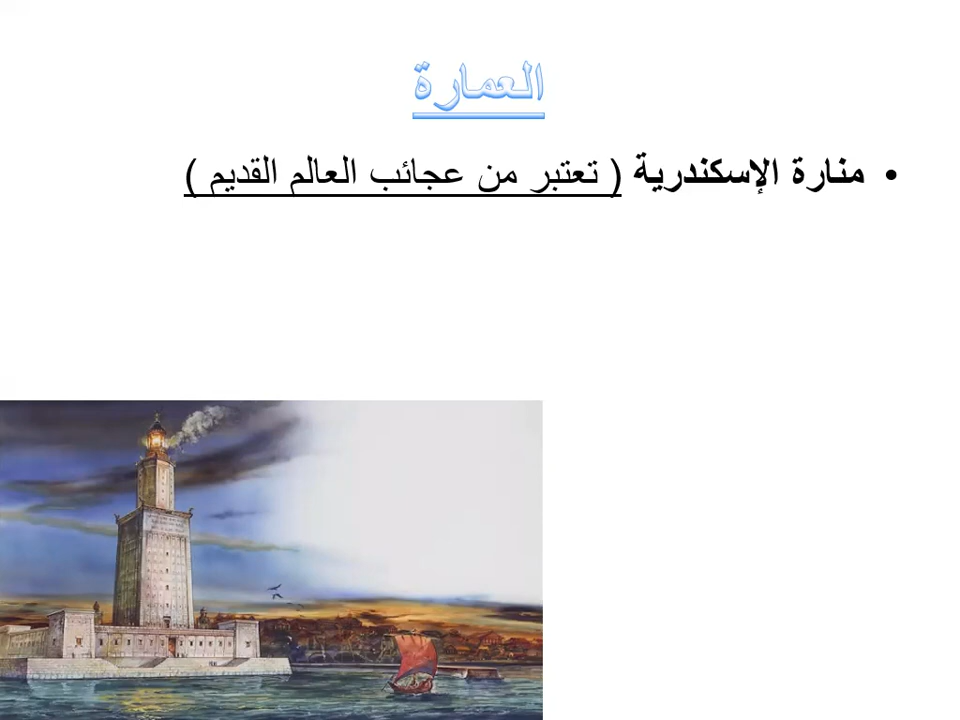 العمارة
• منارة الإسكندرية ( تعتبر من عجائب العالم القديم )